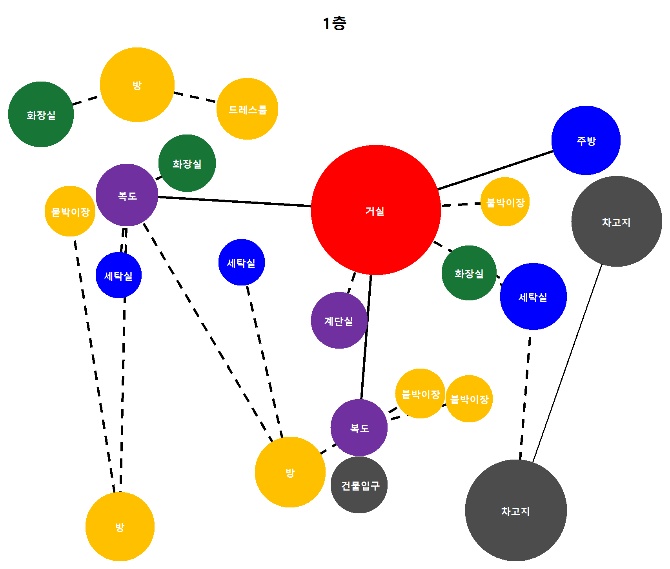 1층
방
드레스룸
화장실
주방
화장실
복도
붙박이장
거실
붙박이장
차고지
세탁실
세탁실
화장실
세탁실
계단실
붙박이장
붙박이장
복도
방
건물입구
차고지
방